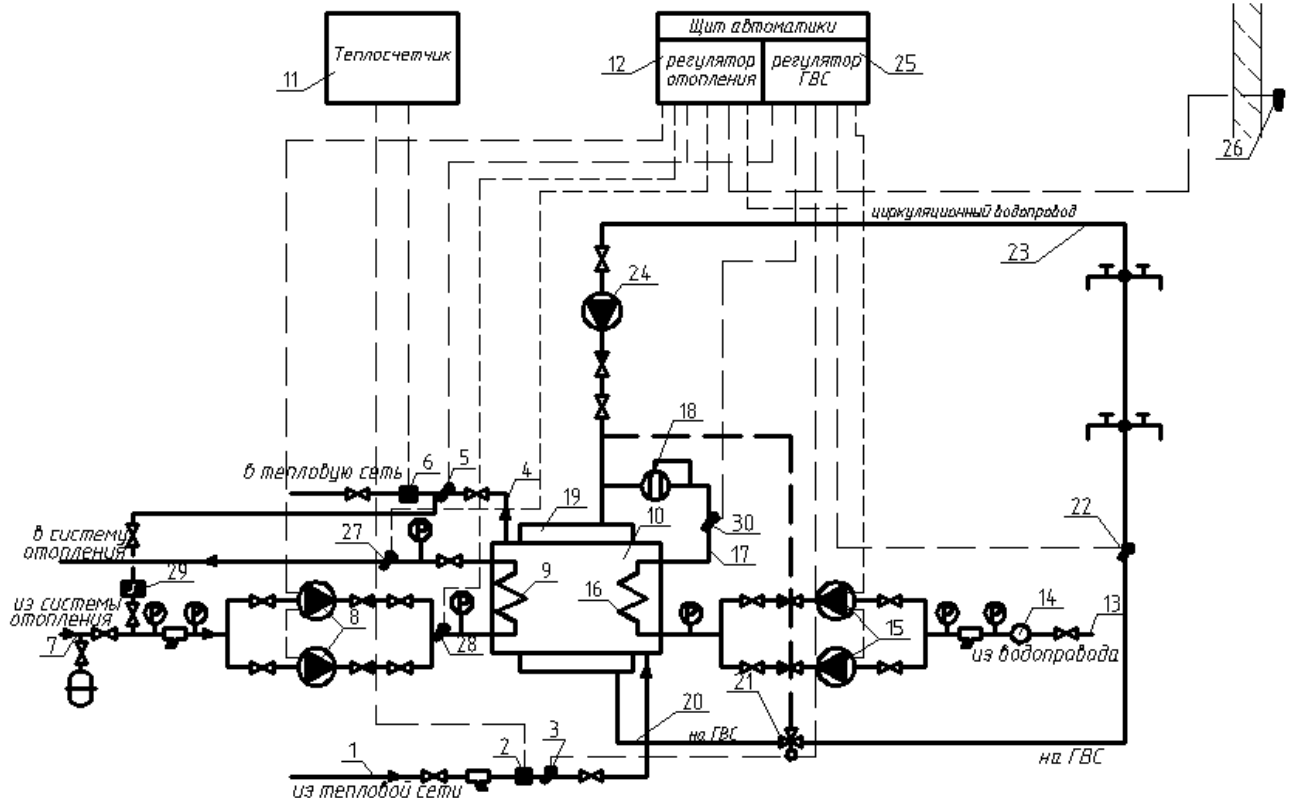 Теплосчетчик
11
Щит автоматики
12
регулятор
отопления
регулятор
ГВС
25
26
циркуляционный водопровод
23
24
18
в тепловую сеть
6
5
4
19
10
30
17
22
в систему
отопления
27
29
9
16
14
13
из системы
отопления
7
8
28
15
из водопровода
21
20
на ГВС
на ГВС
1
2
3
из тепловой сети
P
P
P
P
P
P
P